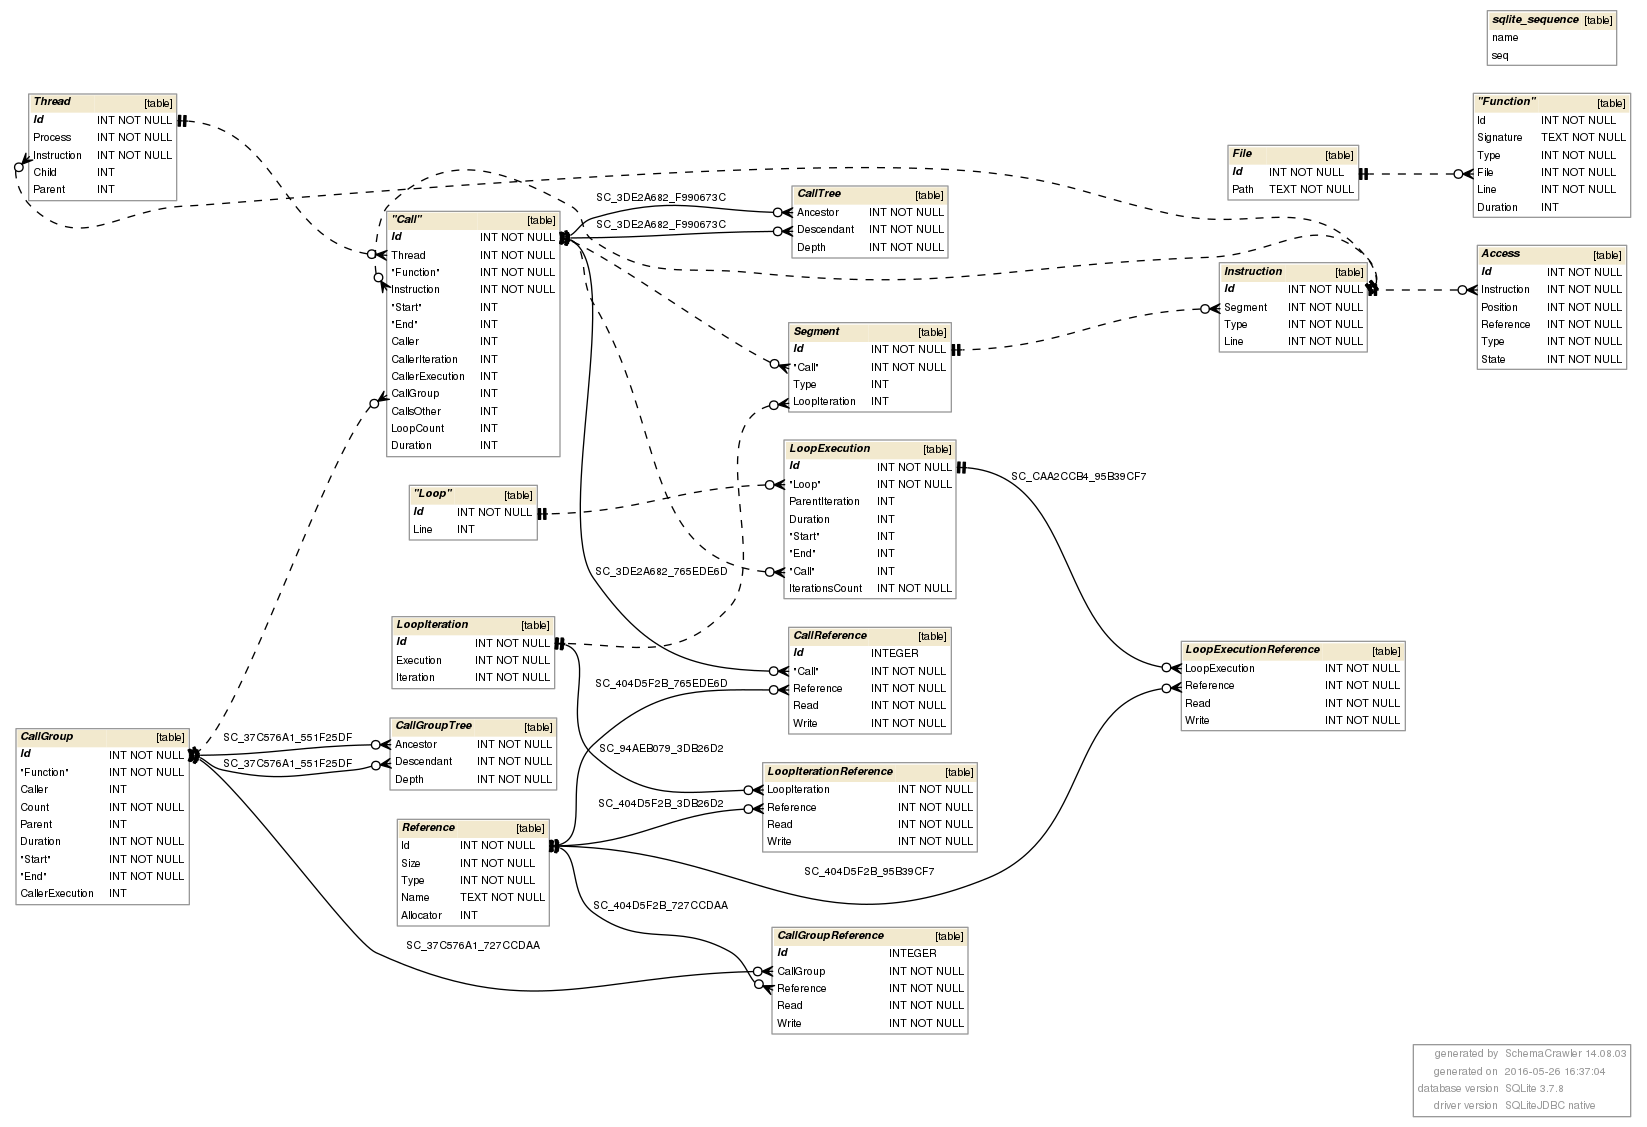 sqlite_sequence [table]
name
seq
Thread [table]
Id INT NOT NULL
Process INT NOT NULL
Instruction INT NOT NULL
Child INT
Parent INT
"Function" [table]
Id INT NOT NULL
Signature TEXT NOT NULL
Type INT NOT NULL
File INT NOT NULL
Line INT NOT NULL
Duration INT
File [table]
Id INT NOT NULL
Path TEXT NOT NULL
"Call" [table]
Id INT NOT NULL
Thread INT NOT NULL
"Function" INT NOT NULL
Instruction INT NOT NULL
"Start" INT
"End" INT
Caller INT
CallerIteration INT
CallerExecution INT
CallGroup INT
CallsOther INT
LoopCount INT
Duration INT
SC_3DE2A682_F990673C
SC_3DE2A682_F990673C
CallTree [table]
Ancestor INT NOT NULL
Descendant INT NOT NULL
Depth INT NOT NULL
Instruction [table]
Id INT NOT NULL
Segment INT NOT NULL
Type INT NOT NULL
Line INT NOT NULL
Access [table]
Id INT NOT NULL
Instruction INT NOT NULL
Position INT NOT NULL
Reference INT NOT NULL
Type INT NOT NULL
State INT NOT NULL
Segment [table]
Id INT NOT NULL
"Call" INT NOT NULL
Type INT
LoopIteration INT
LoopExecution [table]
Id INT NOT NULL
"Loop" INT NOT NULL
ParentIteration INT
Duration INT
"Start" INT
"End" INT
"Call" INT
IterationsCount INT NOT NULL
SC_CAA2CCB4_95B39CF7
"Loop" [table]
Id INT NOT NULL
Line INT
SC_3DE2A682_765EDE6D
LoopIteration [table]
Id INT NOT NULL
Execution INT NOT NULL
Iteration INT NOT NULL
CallReference [table]
Id INTEGER
"Call" INT NOT NULL
Reference INT NOT NULL
Read INT NOT NULL
Write INT NOT NULL
SC_404D5F2B_765EDE6D
LoopExecutionReference [table]
LoopExecution INT NOT NULL
Reference INT NOT NULL
Read INT NOT NULL
Write INT NOT NULL
CallGroup [table]
Id INT NOT NULL
"Function" INT NOT NULL
Caller INT
Count INT NOT NULL
Parent INT
Duration INT NOT NULL
"Start" INT NOT NULL
"End" INT NOT NULL
CallerExecution INT
SC_37C576A1_551F25DF
SC_37C576A1_551F25DF
CallGroupTree [table]
Ancestor INT NOT NULL
Descendant INT NOT NULL
Depth INT NOT NULL
SC_94AEB079_3DB26D2
SC_404D5F2B_3DB26D2
LoopIterationReference [table]
LoopIteration INT NOT NULL
Reference INT NOT NULL
Read INT NOT NULL
Write INT NOT NULL
Reference [table]
Id INT NOT NULL
Size INT NOT NULL
Type INT NOT NULL
Name TEXT NOT NULL
Allocator INT
SC_404D5F2B_95B39CF7
SC_404D5F2B_727CCDAA
SC_37C576A1_727CCDAA
CallGroupReference [table]
Id INTEGER
CallGroup INT NOT NULL
Reference INT NOT NULL
Read INT NOT NULL
Write INT NOT NULL
generated by SchemaCrawler 14.08.03
generated on 2016-05-26 16:37:04
database version SQLite 3.7.8
driver version SQLiteJDBC native